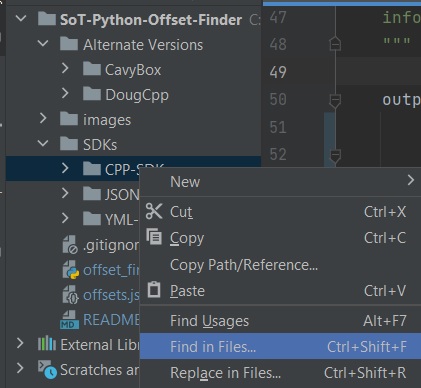 SoT-Python-Offset-Finder
Alternate Versions
CavyBox
DougCpp
images
SDKs
CPP-SDK
JSON
YML-
.gitignor
offset_fin
offsets.js
README
External Libr
Scratches an
47 info
48 """
49
50 outp
51
52
New
Cut Ctrl+X
Copy Ctrl+C
Copy Path/Reference...
Paste Ctrl+V
Find Usages Alt+F7
Find in Files... Ctrl+Shift+F
Replace in Files... Ctrl+Shift+R